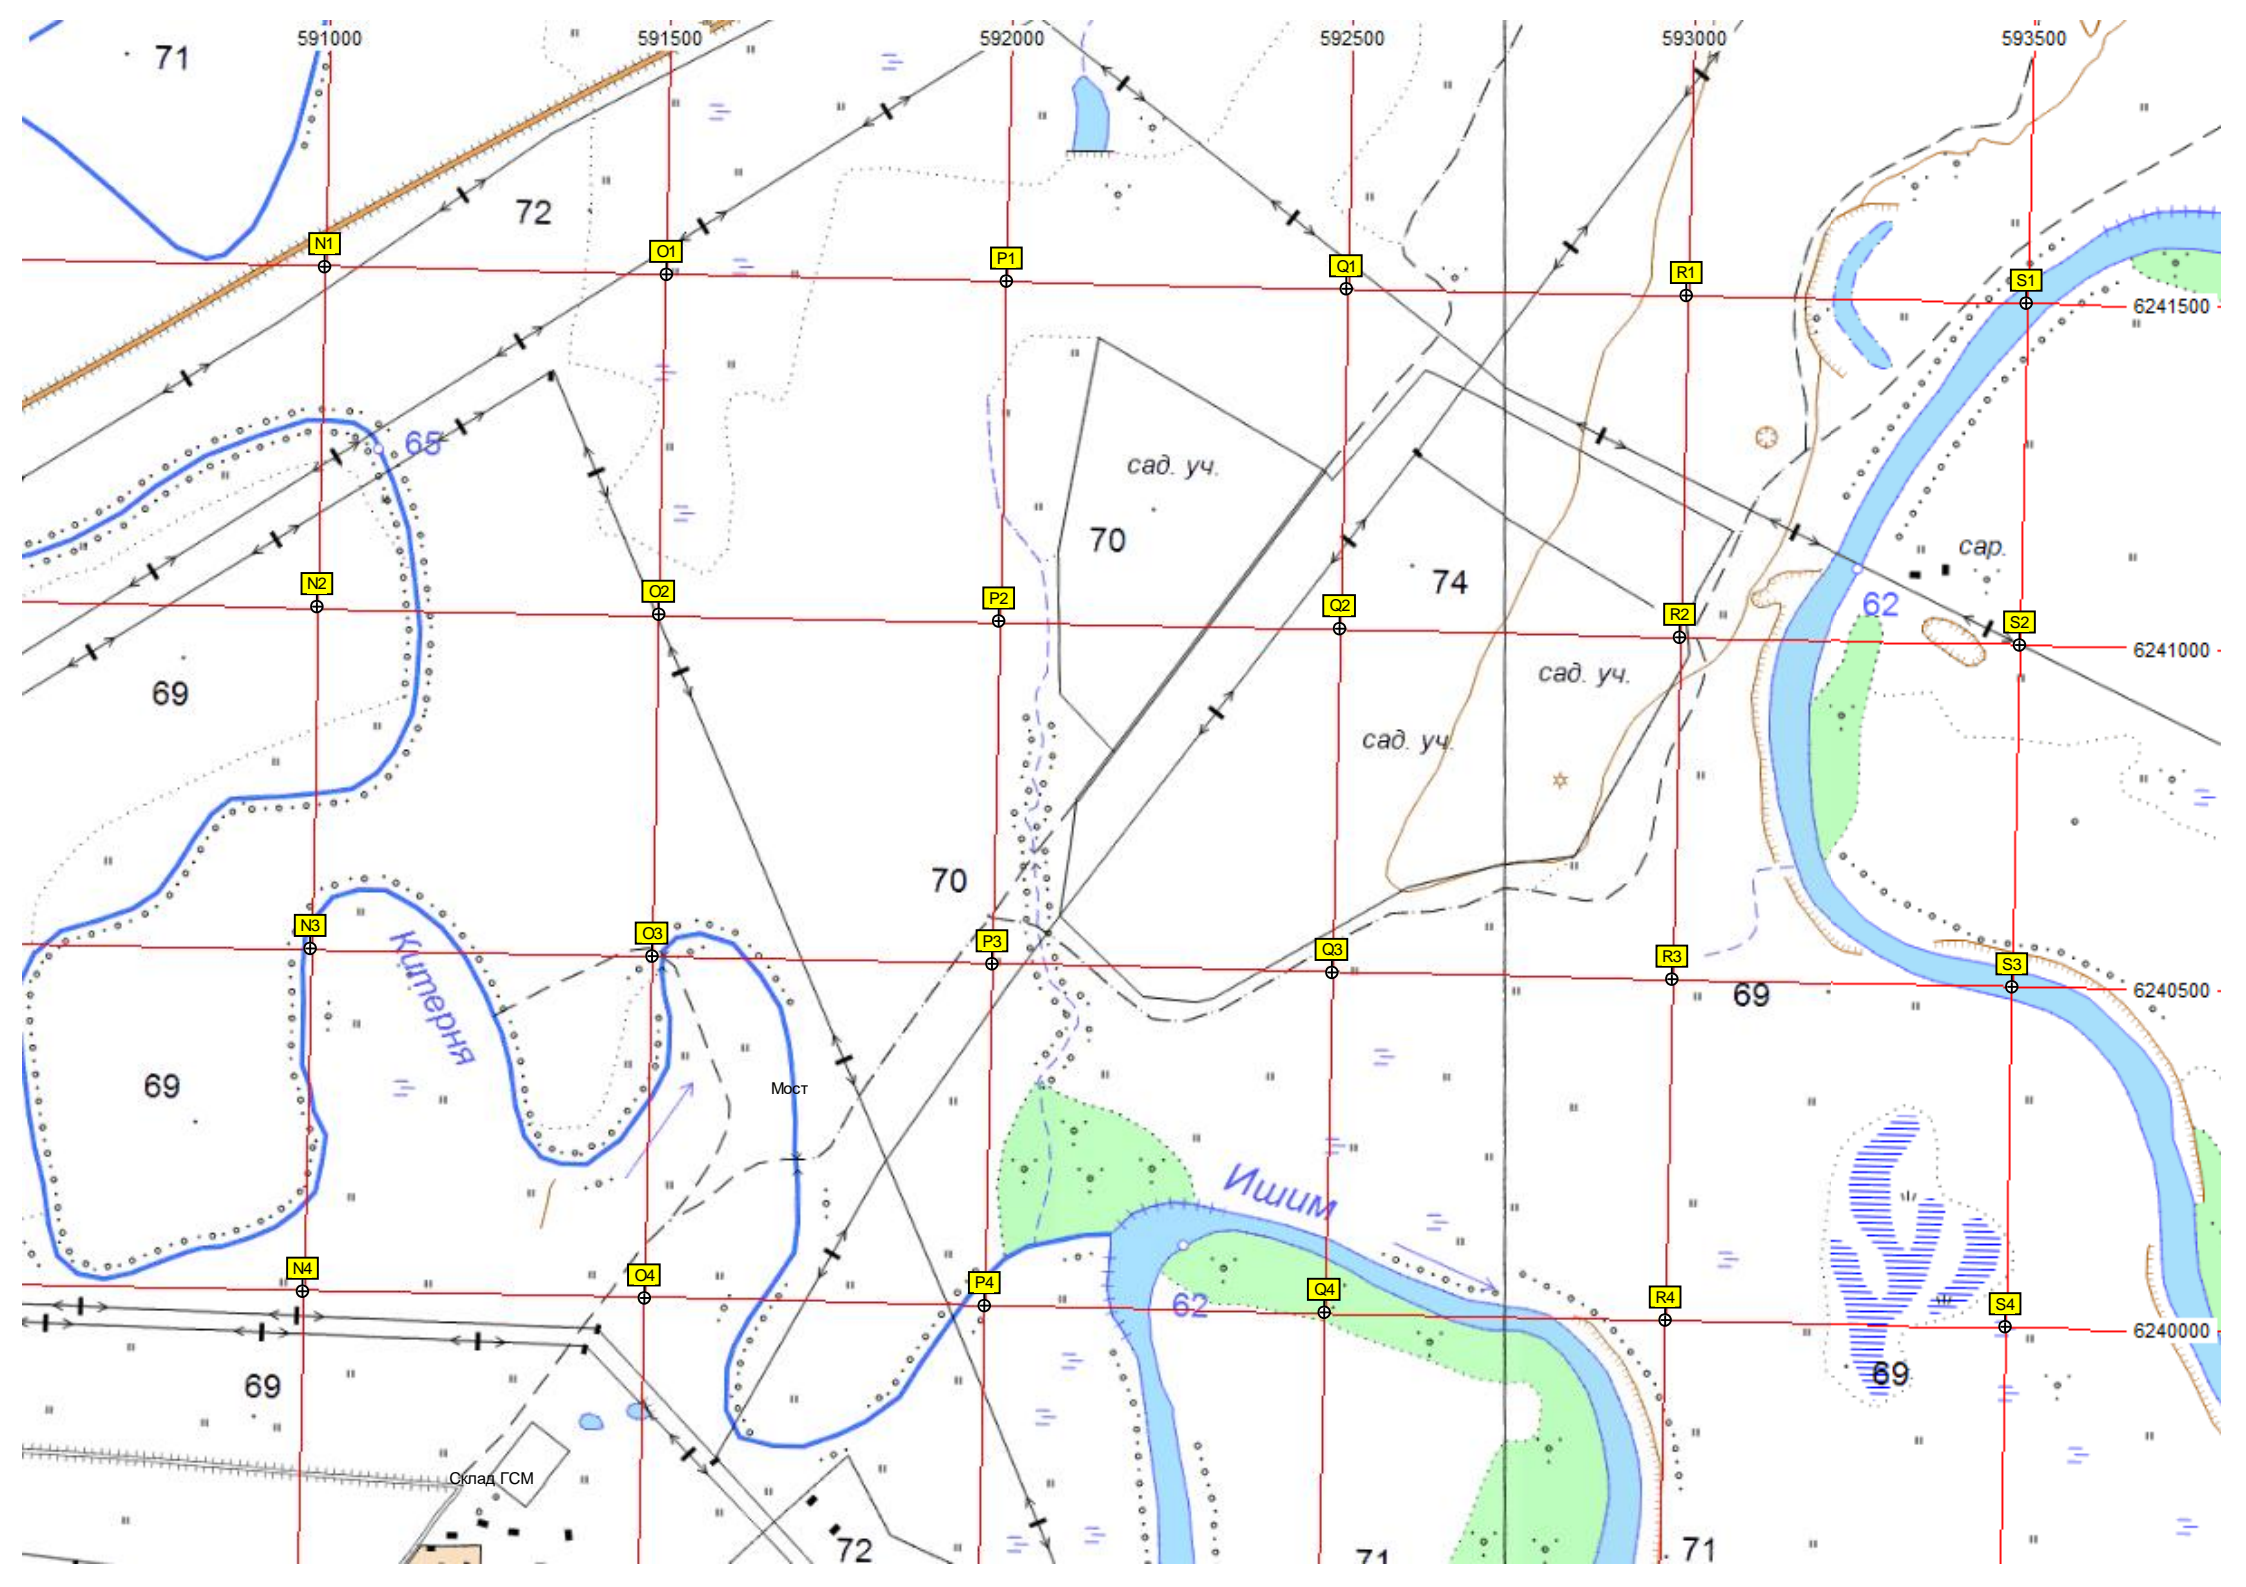 591000 591500 592000 592500 593000 593500
71
72
N1 O1 P1 Q1 R1 S1
6241500
65
сад. уч.
70
74
сар.
N2 O2 P2 Q2 R2 S2
62
6241000
69
сад. уч.
сад. уч.
70
N3 O3 P3 Q3 R3 S3
Китерня
69
6240500
69
Мост
Ишим
N4 O4 P4 Q4 R4 S4
62
6240000
69
69
Склад ГСМ
72
71
71